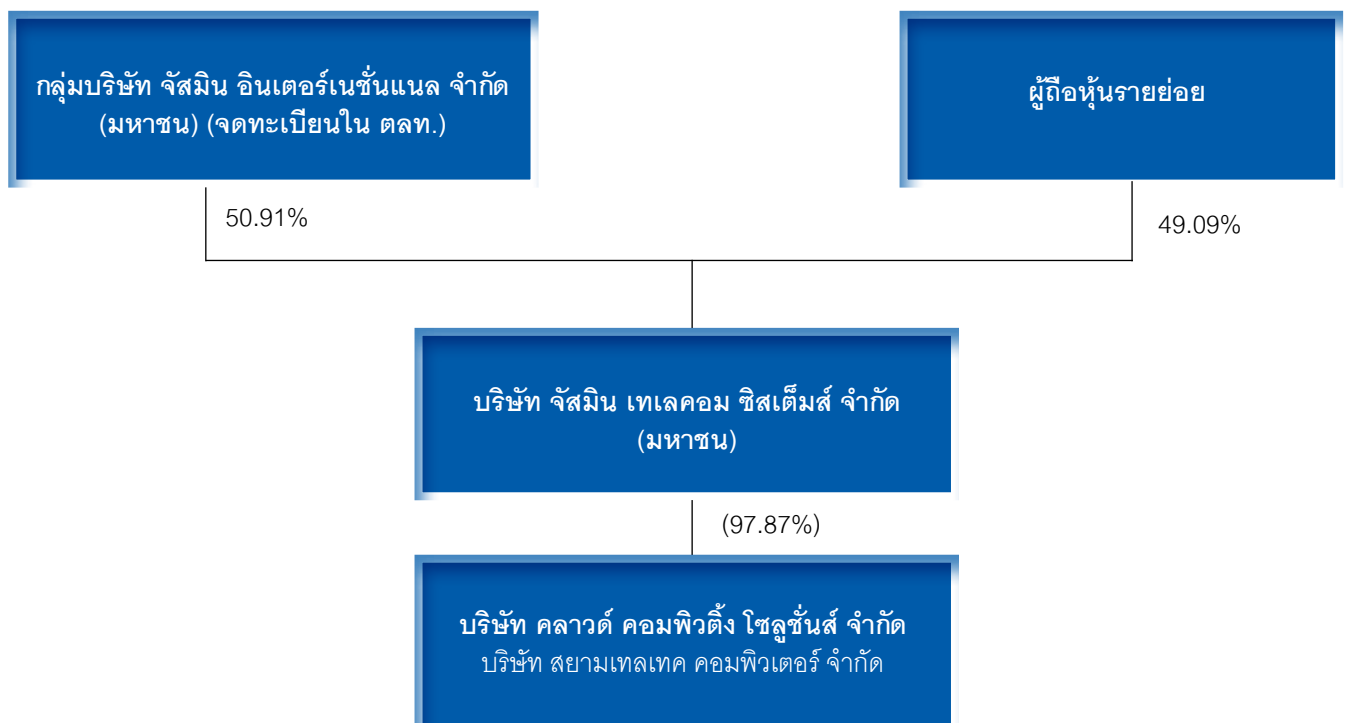 กลุ่มบริษัท จัสมิน อินเตอร์เนชั่นแนล จำกัด
(มหาชน) (จดทะเบียนใน ตลท.)
ผู้ถือหุ้นรายย่อย
50.91%
49.09%
บริษัท จัสมิน เทเลคอม ซิสเต็มส์ จำกัด
(มหาชน)
(97.87%)
บริษัท คลาวด์ คอมพิวติ้ง โซลูชั่นส์ จำกัด
บริษัท สยามเทลเทค คอมพิวเตอร์ จำกัด